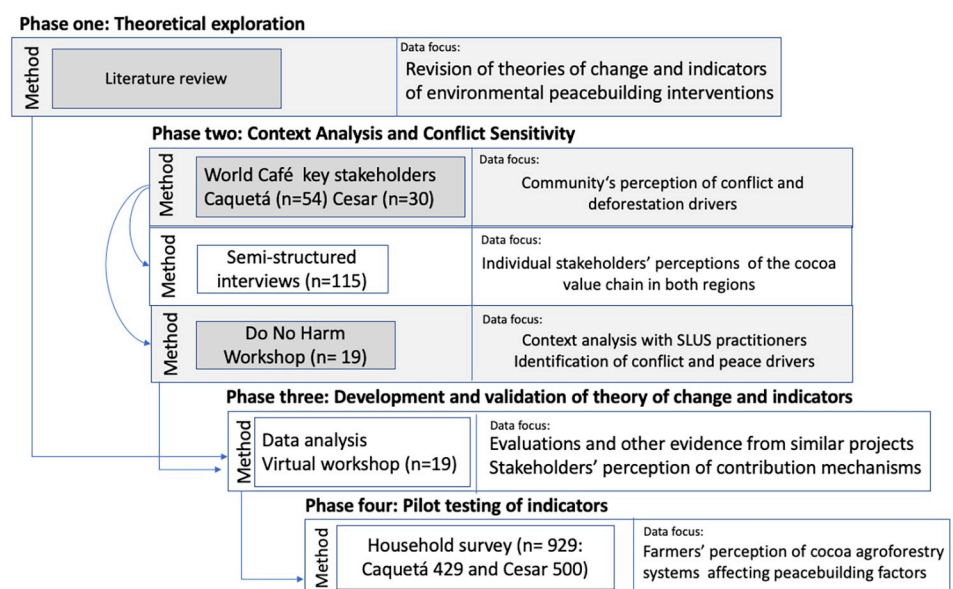 Phase one: Theoretical exploration
Method
Literature review
Data focus:
Revision of theories of change and indicators
of environmental peacebuilding interventions
Phase two: Context Analysis and Conflict Sensitivity
Method
World Café key stakeholders
Caquetá (n=54) Cesar (n=30)
Data focus:
Community‘s perception of conflict and
deforestation drivers
Method
Semi-structured
interviews (n=115)
Data focus:
Individual stakeholders’ perceptions of the cocoa
value chain in both regions
Method
Do No Harm
Workshop (n= 19)
Data focus:
Context analysis with SLUS practitioners
Identification of conflict and peace drivers
Phase three: Development and validation of theory of change and indicators
Method
Data analysis
Virtual workshop (n=19)
Data focus:
Evaluations and other evidence from similar projects
Stakeholders’ perception of contribution mechanisms
Phase four: Pilot testing of indicators
Method
Household survey (n= 929:
Caquetá 429 and Cesar 500)
Data focus:
Farmers’ perception of cocoa agroforestry
systems affecting peacebuilding factors